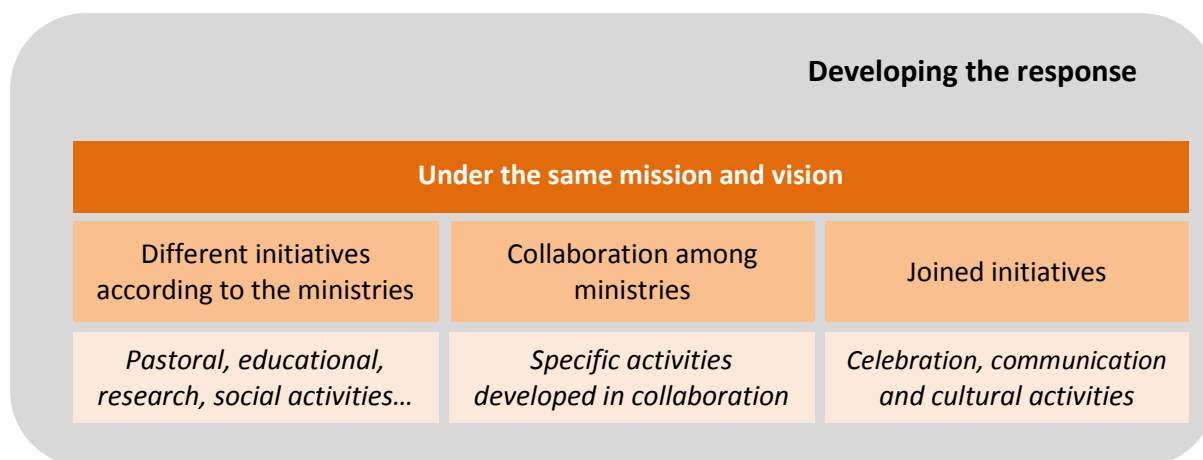 Developing the response
Under the same mission and vision
Different initiatives
according to the ministries
Collaboration among
ministries
Joined initiatives
Pastoral, educational,
research, social activities…
Specific activities
developed in collaboration
Celebration, communication
and cultural activities